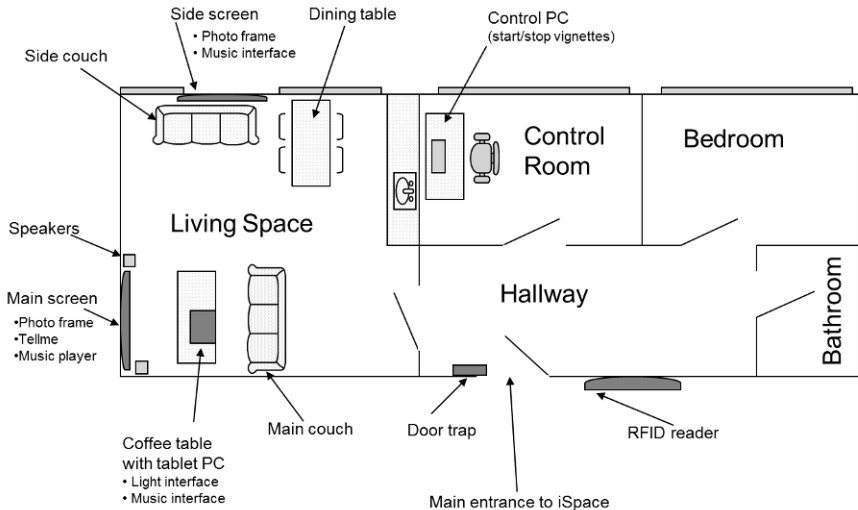 Side screen
• Photo frame
• Music interface
Dining table
Control PC
(start/stop vignettes)
Side couch
Control
Room
Bedroom
Living Space
Speakers
Main screen
•Photo frame
•Tellme
•Music player
Hallway
Bathroom
Coffee table
with tablet PC
• Light interface
• Music interface
Main couch
Door trap
RFID reader
Main entrance to iSpace